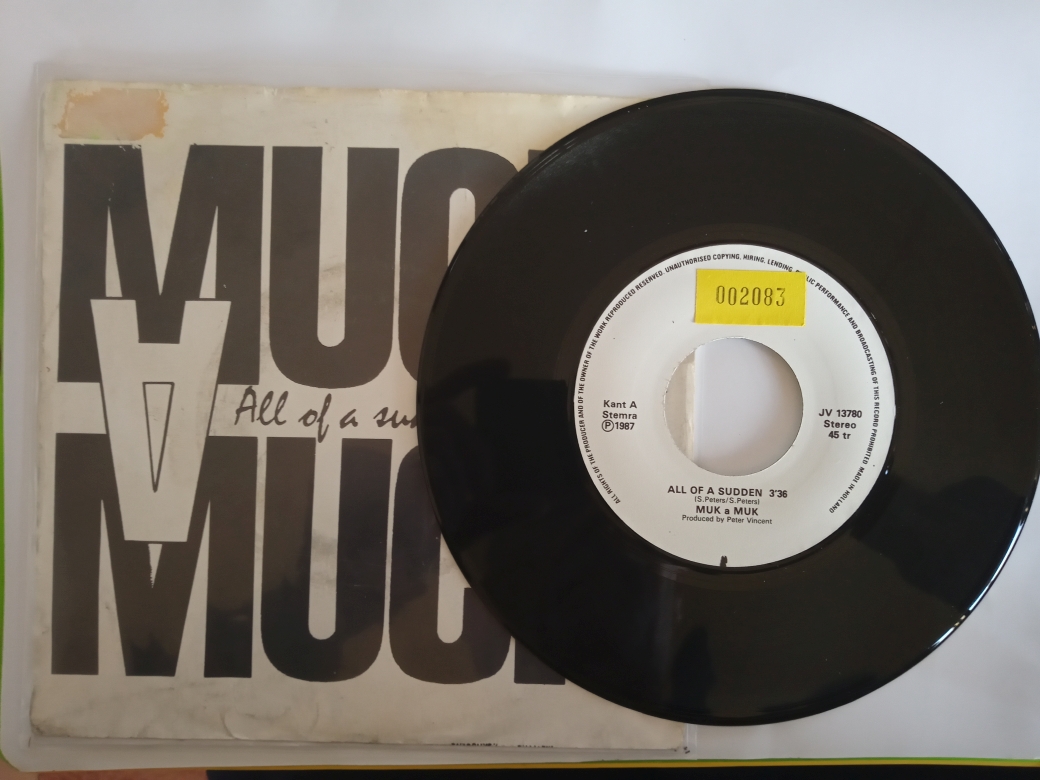 MUC
A
All of a su
MUC
ALL RIGHTS OF THE PRODUCER AND OF THE OWNER OF THE WORK REPRODUCED RESERVED. UNAUTHORISED COPYING, HIRING, LENDING, PERFORMANCE AND BROADCASTING OF THIS RECORD PROHIBITED MADE IN HOLLAND
002083
Kant A
Stemra
Ⓟ1987
JV 13780
Stereo
45 tr
ALL OF A SUDDEN 3'36
(S.Peters/S.Peters)
MUK a MUK
Produced by Peter Vincent